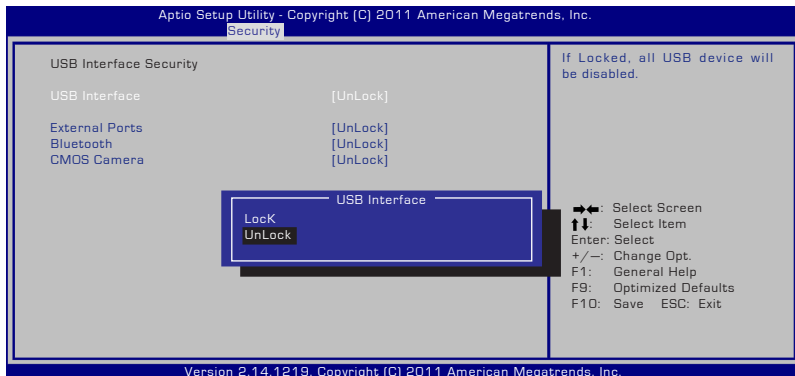 Aptio Setup Utility - Copyright (C) 2011 American Megatrends, Inc.
Security
USB Interface Security
USB Interface [UnLock]
External Ports [UnLock]
Bluetooth [UnLock]
CMOS Camera [UnLock]
USB Interface
LocK
UnLock
If Locked, all USB device will
be disabled.
→←: Select Screen
↑↓: Select Item
Enter: Select
+/—: Change Opt.
F1: General Help
F9: Optimized Defaults
F10: Save ESC: Exit
Version 2.14.1219. Copyright (C) 2011 American Megatrends, Inc.